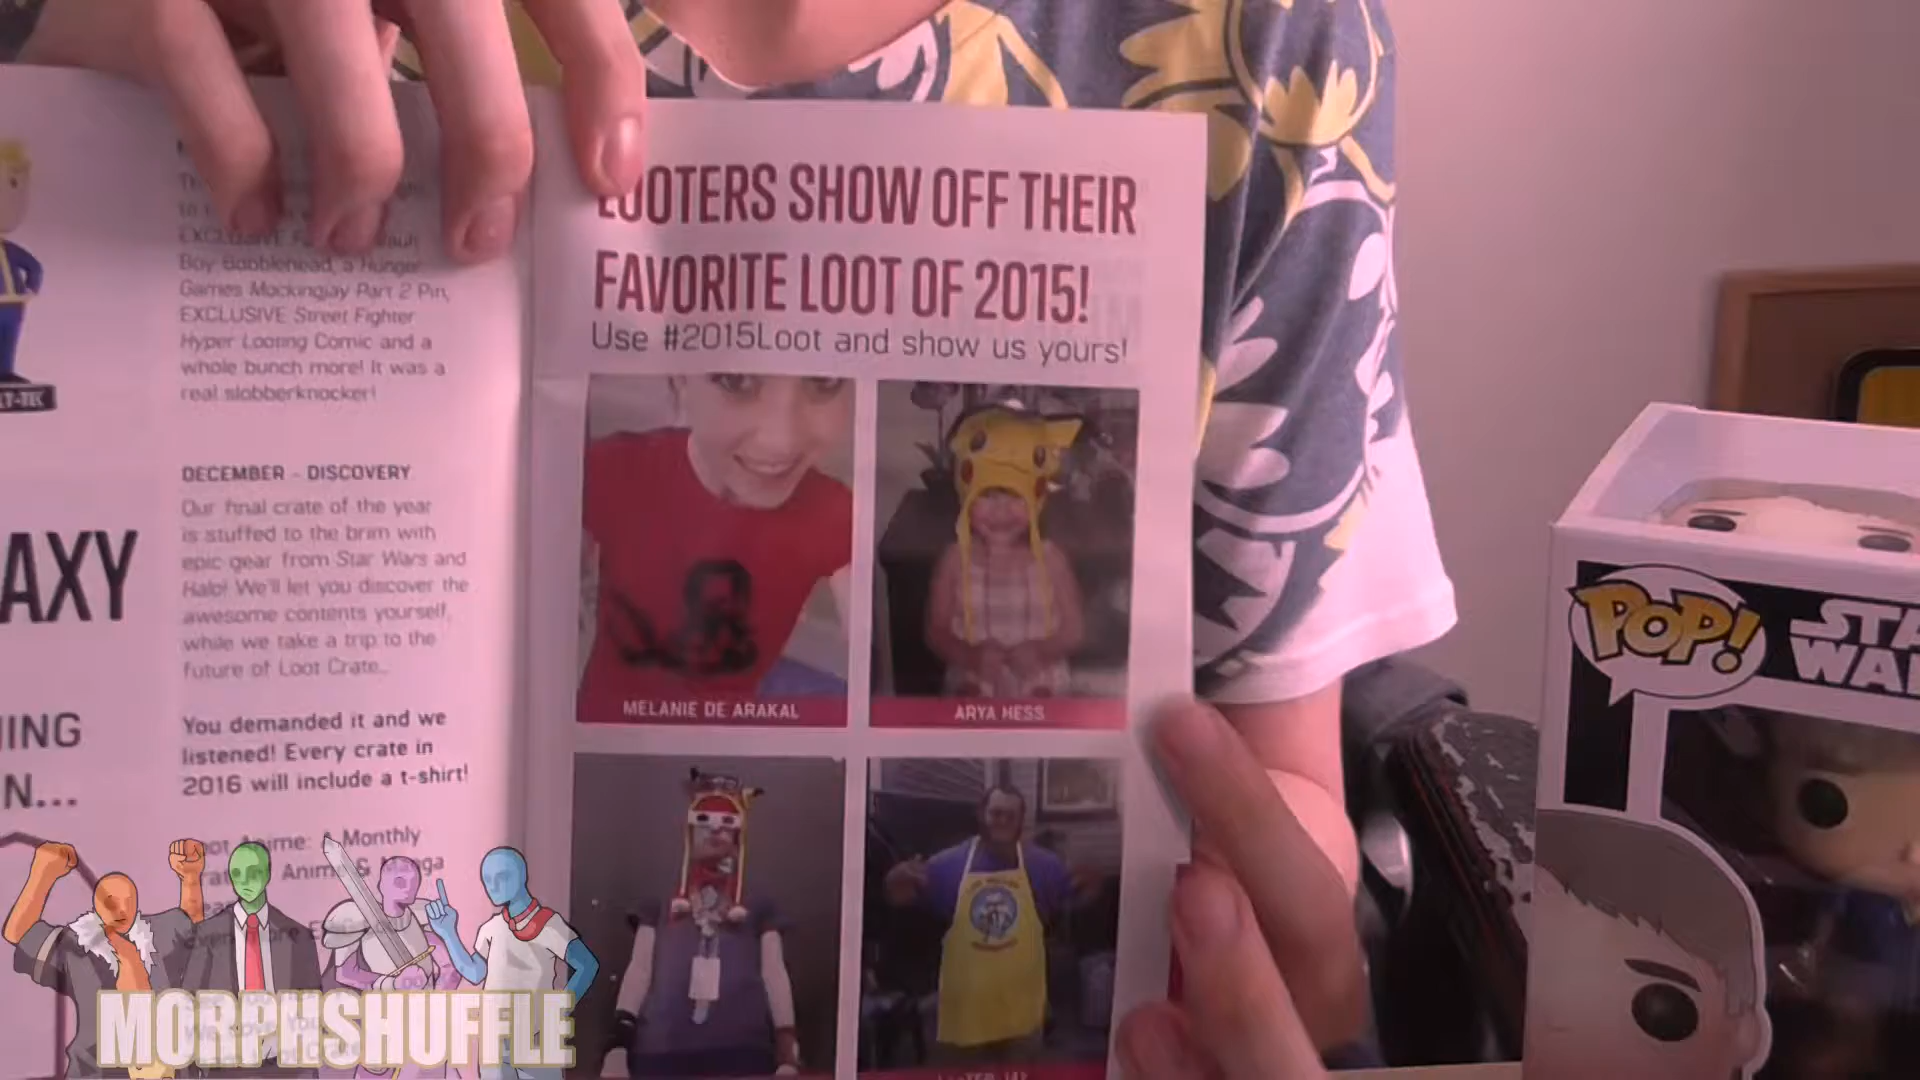 EXCLUSIVE
Boy Bobblehead, a Hunger
Games Mockingjay Part 2 Pin,
EXCLUSIVE Street Fighter
Hyper Looting Comic and a
whole bunch more! It was a
real slobberknocker!
DECEMBER - DISCOVERY
Our final crate of the year
is stuffed to the brim with
epic gear from Star Wars and
Halo! We'll let you discover the
awesome contents yourself,
while we take a trip to the
future of Loot Crate...
You demanded it and we
listened! Every crate in
2016 will include a t-shirt!
Anime: A Monthly
Anime & Manga
AXY
N...
LOOTERS SHOW OFF THEIR
FAVORITE LOOT OF 2015!
Use #2015Loot and show us yours!
MELANIE DE ARAKAL
ARYA HESS
POP!
MORPHSHUFFLE